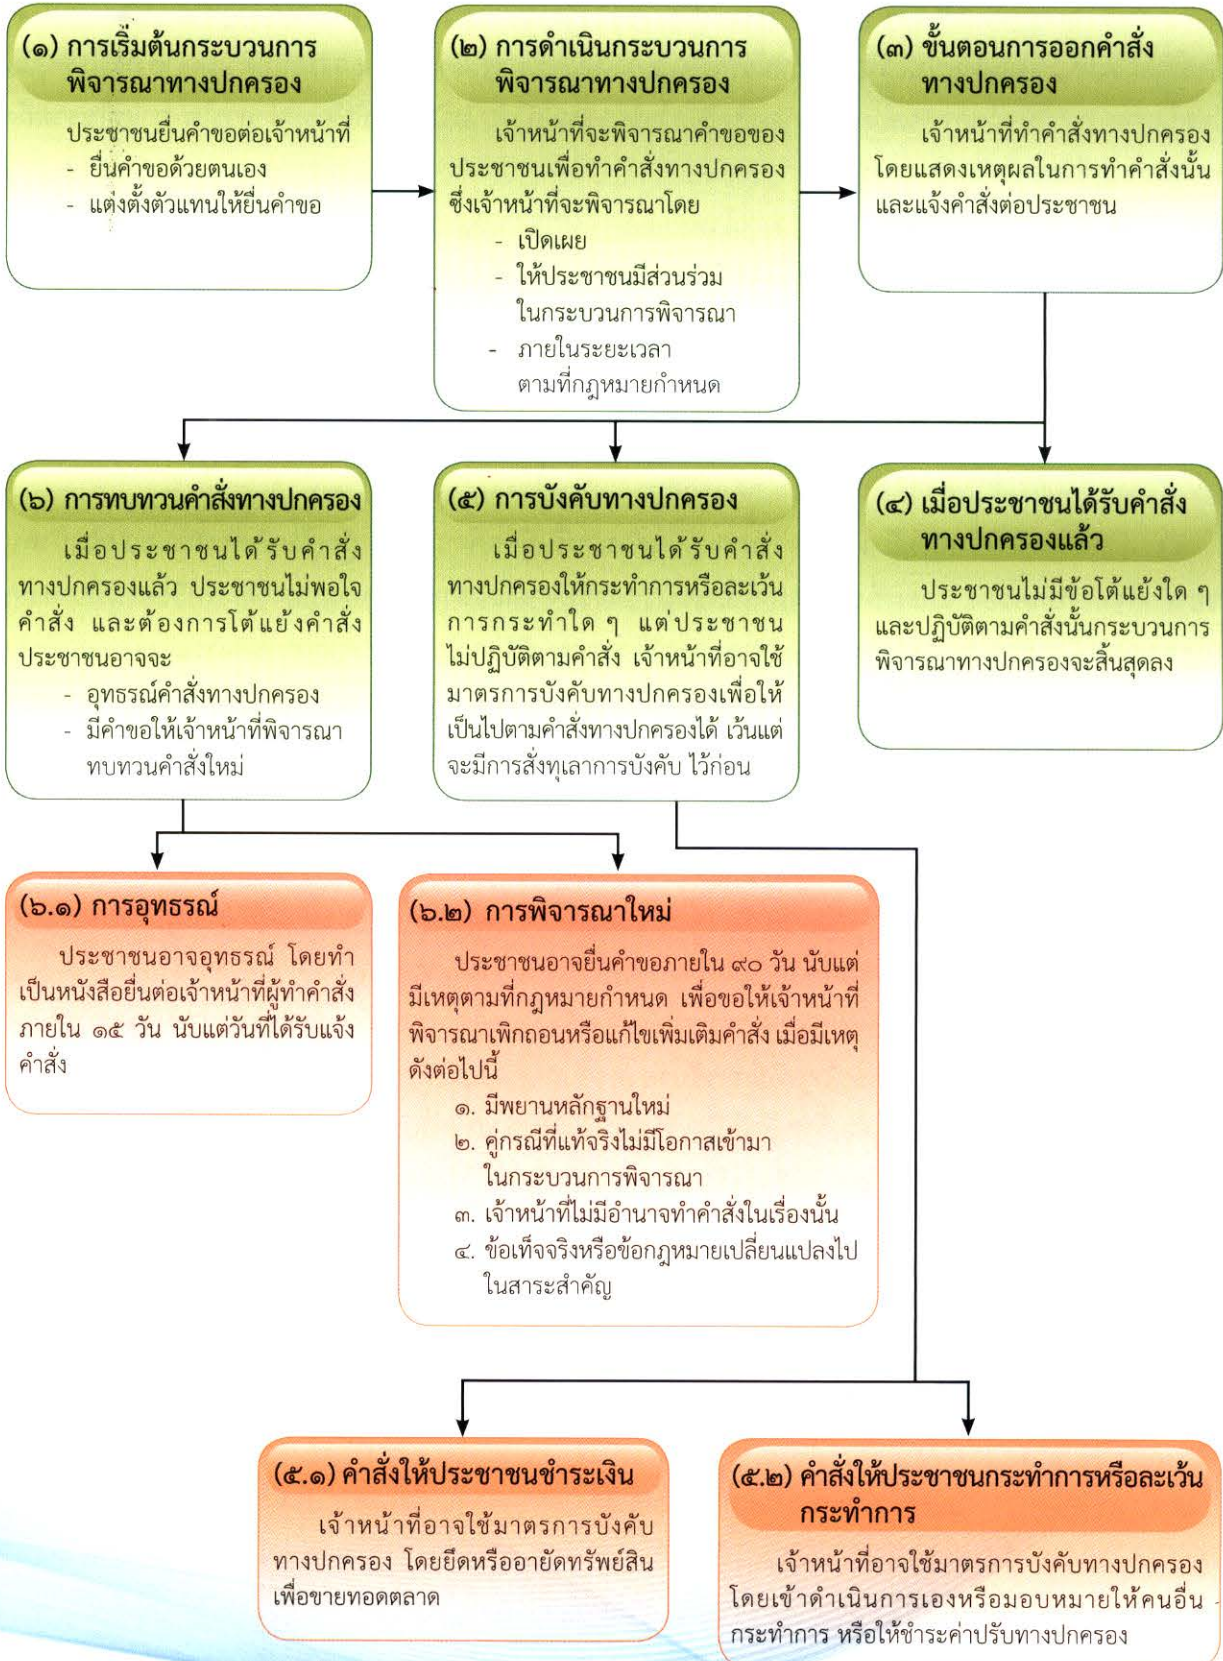 (๑) การเริ่มต้นกระบวนการ
พิจารณาทางปกครอง
ประชาชนยื่นคำขอต่อเจ้าหน้าที่
- ยื่นคำขอด้วยตนเอง
- แต่งตั้งตัวแทนให้ยื่นคำขอ
(๒) การดำเนินกระบวนการ
พิจารณาทางปกครอง
เจ้าหน้าที่จะพิจารณาคำขอของ
ประชาชนเพื่อทำคำสั่งทางปกครอง
ซึ่งเจ้าหน้าที่จะพิจารณาโดย
- เปิดเผย
- ให้ประชาชนมีส่วนร่วม
ในกระบวนการพิจารณา
- ภายในระยะเวลา
ตามที่กฎหมายกำหนด
(๓) ขั้นตอนการออกคำสั่ง
ทางปกครอง
เจ้าหน้าที่ทำคำสั่งทางปกครอง
โดยแสดงเหตุผลในการทำคำสั่งนั้น
และแจ้งคำสั่งต่อประชาชน
(๖) การทบทวนคำสั่งทางปกครอง
เมื่อประชาชนได้รับคำสั่ง
ทางปกครองแล้ว ประชาชนไม่พอใจ
คำสั่ง และต้องการโต้แย้งคำสั่ง
ประชาชนอาจจะ
- อุทธรณ์คำสั่งทางปกครอง
- มีคำขอให้เจ้าหน้าที่พิจารณา
ทบทวนคำสั่งใหม่
(๕) การบังคับทางปกครอง
เมื่อประชาชนได้รับคำสั่ง
ทางปกครองให้กระทำการหรือละเว้น
การกระทำใด ๆ แต่ประชาชน
ไม่ปฏิบัติตามคำสั่ง เจ้าหน้าที่อาจใช้
มาตรการบังคับทางปกครองเพื่อให้
เป็นไปตามคำสั่งทางปกครองได้ เว้นแต่
จะมีการสั่งทุเลาการบังคับ ไว้ก่อน
(๔) เมื่อประชาชนได้รับคำสั่ง
ทางปกครองแล้ว
ประชาชนไม่มีข้อโต้แย้งใด ๆ
และปฏิบัติตามคำสั่งนั้นกระบวนการ
พิจารณาทางปกครองจะสิ้นสุดลง
(๖.๑) การอุทธรณ์
ประชาชนอาจอุทธรณ์ โดยทำ
เป็นหนังสือยื่นต่อเจ้าหน้าที่ผู้ทำคำสั่ง
ภายใน ๑๕ วัน นับแต่วันที่ได้รับแจ้ง
คำสั่ง
(๖.๒) การพิจารณาใหม่
ประชาชนอาจยื่นคำขอภายใน ๙๐ วัน นับแต่
มีเหตุตามที่กฎหมายกำหนด เพื่อขอให้เจ้าหน้าที่
พิจารณาเพิกถอนหรือแก้ไขเพิ่มเติมคำสั่ง เมื่อมีเหตุ
ดังต่อไปนี้
๑. มีพยานหลักฐานใหม่
๒. คู่กรณีที่แท้จริงไม่มีโอกาสเข้ามา
ในกระบวนการพิจารณา
๓. เจ้าหน้าที่ไม่มีอำนาจทำคำสั่งในเรื่องนั้น
๔. ข้อเท็จจริงหรือข้อกฎหมายเปลี่ยนแปลงไป
ในสาระสำคัญ
(๕.๑) คำสั่งให้ประชาชนชำระเงิน
เจ้าหน้าที่อาจใช้มาตรการบังคับ
ทางปกครอง โดยยึดหรืออายัดทรัพย์สิน
เพื่อขายทอดตลาด
(๕.๒) คำสั่งให้ประชาชนกระทำการหรือละเว้น
กระทำการ
เจ้าหน้าที่อาจใช้มาตรการบังคับทางปกครอง
โดยเข้าดำเนินการเองหรือมอบหมายให้คนอื่น
กระทำการ หรือให้ชำระค่าปรับทางปกครอง